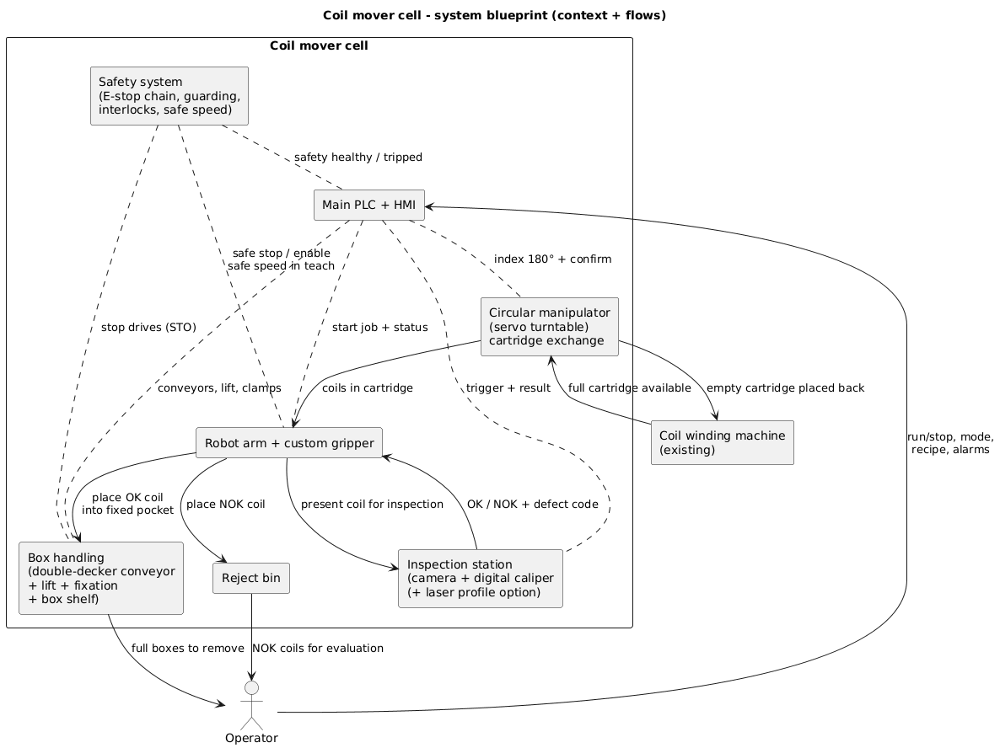 Coil mover cell - system blueprint (context + flows)
Coil mover cell
Safety system
(E-stop chain, guarding,
interlocks, safe speed)
safety healthy / tripped
Main PLC + HMI
safe stop / enable
safe speed in teach
index 180° + confirm
stop drives (STO)
start job + status
Circular manipulator
(servo turntable)
cartridge exchange
conveyors, lift, clamps
coils in cartridge
trigger + result
full cartridge available
empty cartridge placed back
Robot arm + custom gripper
Coil winding machine
(existing)
run/stop, mode,
recipe, alarms
place OK coil
into fixed pocket
place NOK coil
present coil for inspection
OK / NOK + defect code
Box handling
(double-decker conveyor
+ lift + fixation
+ box shelf)
Reject bin
Inspection station
(camera + digital caliper
(+ laser profile option)
full boxes to remove
NOK coils for evaluation
Operator